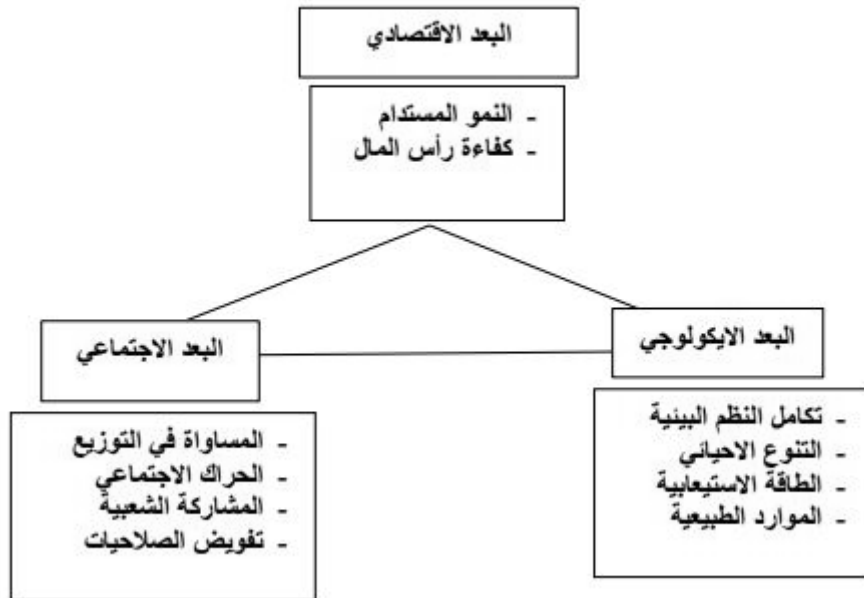 البعد الاقتصادي
- النمو المستدام
- كفاءة رأس المال
البعد الايكولوجي
- تكامل النظم البيئية
- التنوع الاحيائي
- الطاقة الاستيعابية
- الموارد الطبيعية
البعد الاجتماعي
- المساواة في التوزيع
- الحراك الاجتماعي
- المشاركة الشعبية
- تفويض الصلاحيات